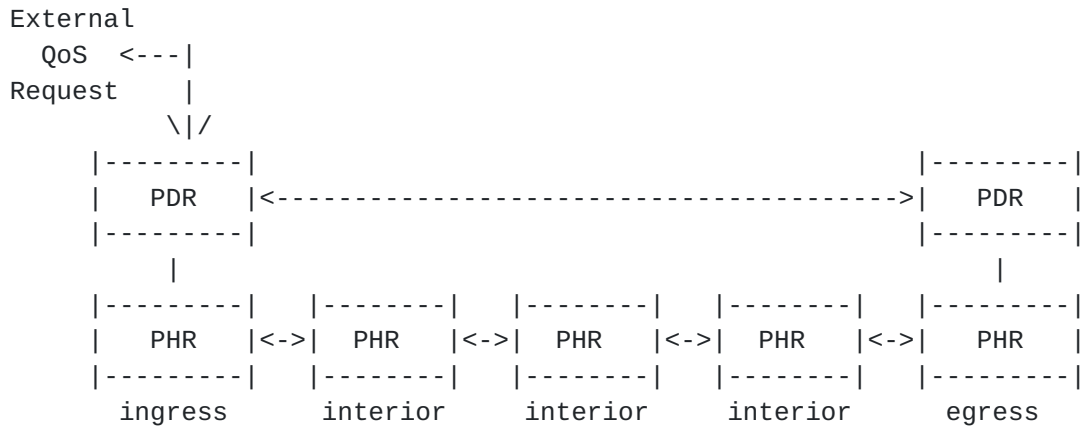 External
QoS <---|
Request |
\|/
|---------| |---------|
| PDR |<---------------------------------------->| PDR |
|---------| |---------|
| |
|---------| |--------| |--------| |--------| |---------|
| PHR |<->| PHR |<->| PHR |<->| PHR |<->| PHR |
|---------| |--------| |--------| |--------| |---------|
ingress interior interior interior egress